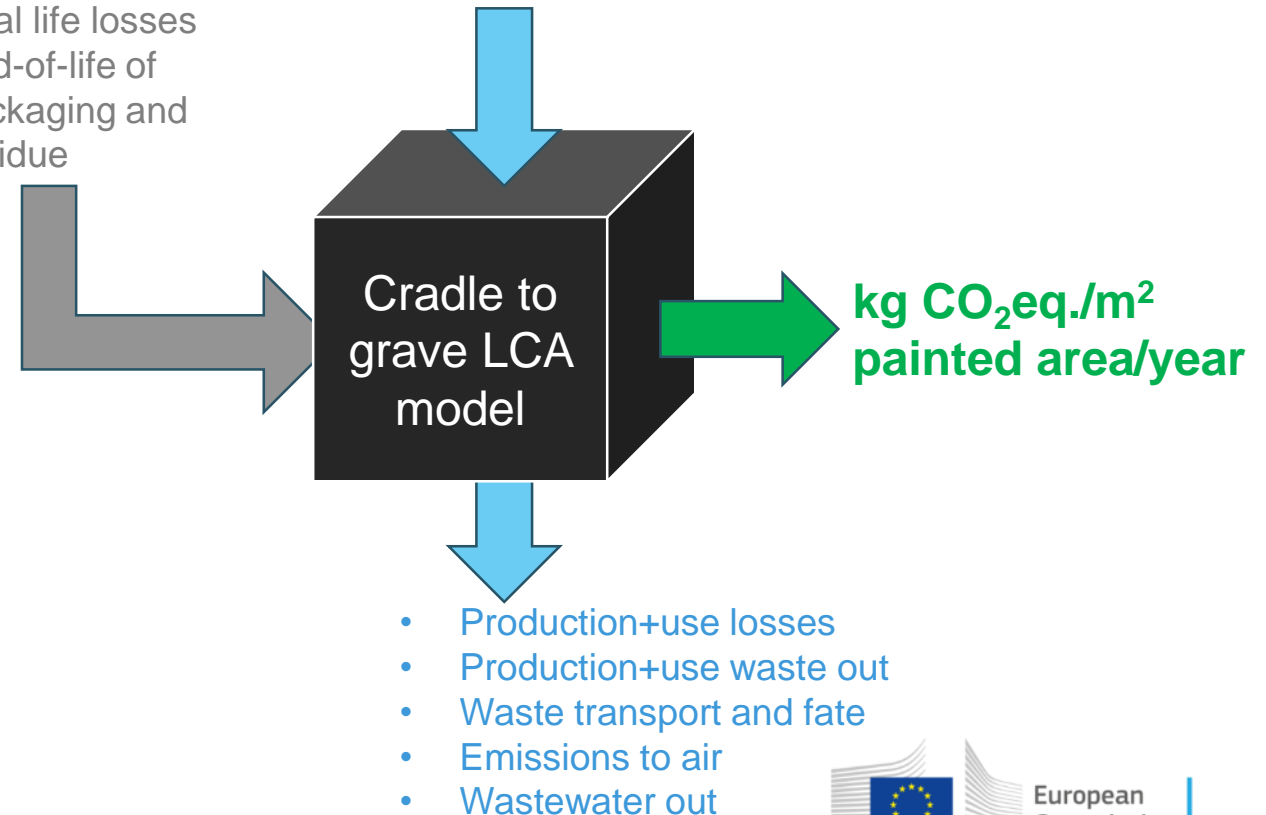 al life losses
d-of-life of
ckaging and
idue
Cradle to
grave LCA
model
kg CO₂eq./m²
painted area/year
• Production+use losses
• Production+use waste out
• Waste transport and fate
• Emissions to air
• Wastewater out
European